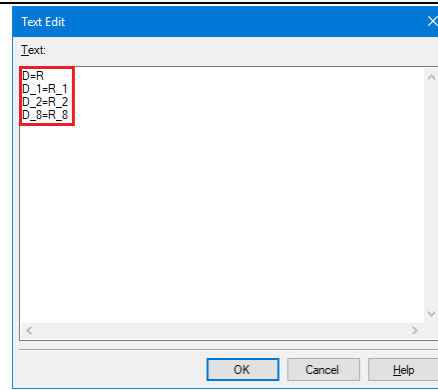 Text Edit
Text:
D=R
D_1=R_1
D_2=R_2
D_8=R_8
OK
Cancel
Help